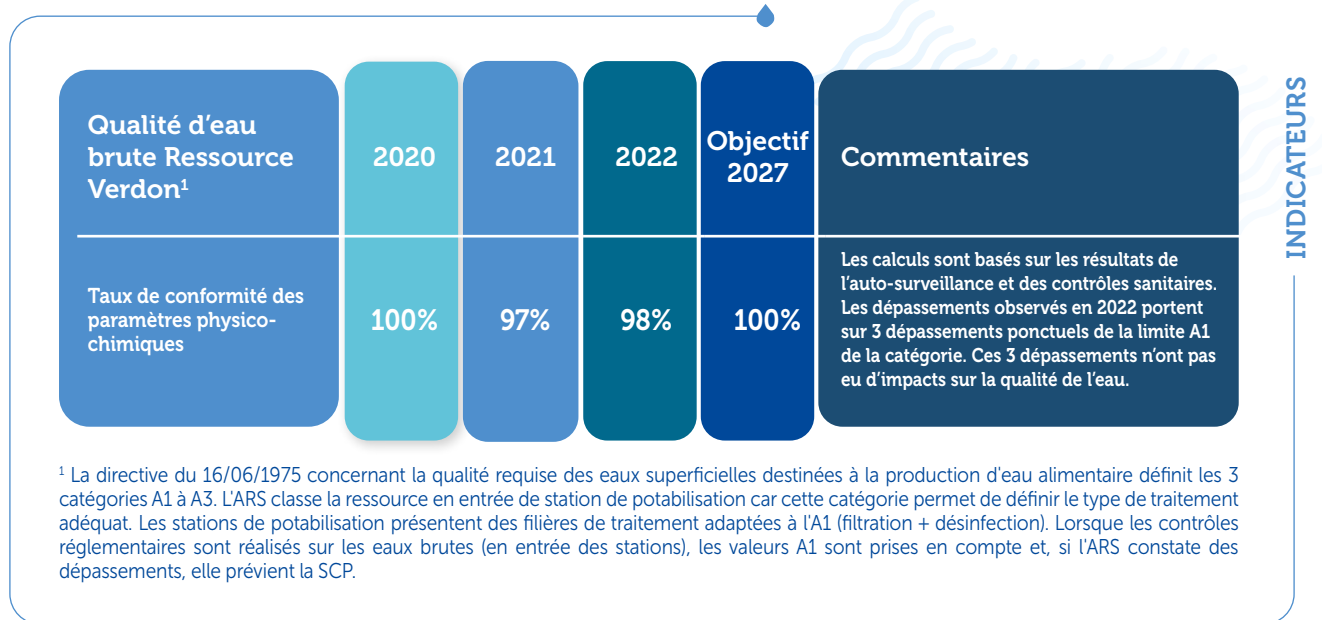 Qualité d’eau
brute Ressource
Verdon¹
2020
2021
2022
Objectif
2027
Commentaires
Taux de conformité des
paramètres physico-
chimiques
100%
97%
98%
100%
Les calculs sont basés sur les résultats de
l’auto-surveillance et des contrôles sanitaires.
Les dépassements observés en 2022 portent
sur 3 dépassements ponctuels de la limite A1
de la catégorie. Ces 3 dépassements n’ont pas
eu d’impacts sur la qualité de l’eau.
INDICATEURS
¹ La directive du 16/06/1975 concernant la qualité requise des eaux superficielles destinées à la production d'eau alimentaire définit les 3
catégories A1 à A3. L'ARS classe la ressource en entrée de station de potabilisation car cette catégorie permet de définir le type de traitement
adéquat. Les stations de potabilisation présentent des filières de traitement adaptées à l'A1 (filtration + désinfection). Lorsque les contrôles
réglementaires sont réalisés sur les eaux brutes (en entrée des stations), les valeurs A1 sont prises en compte et, si l'ARS constate des
dépassements, elle prévient la SCP.